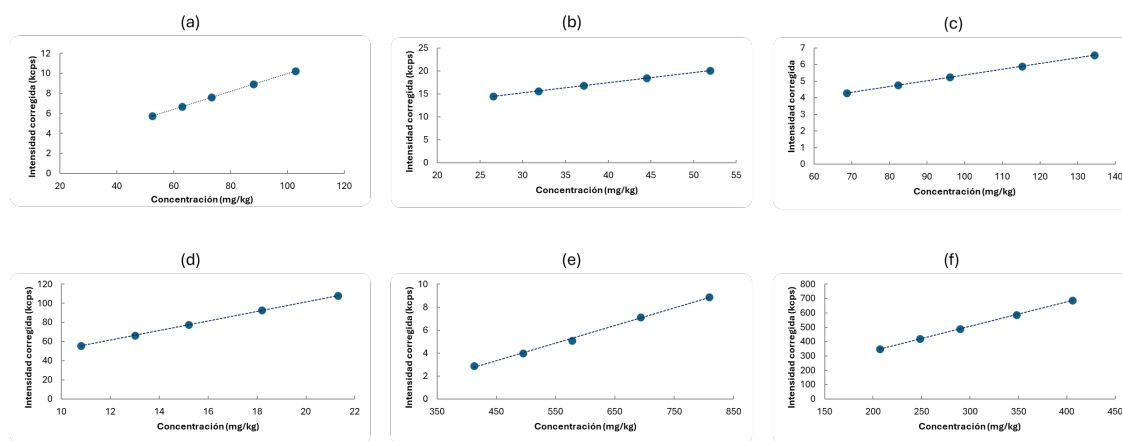 (a)
Intensidad corregida (kcps)
12
10
8
6
4
2
0
20 40 60 80 100 120
Concentración (mg/kg)
(b)
Intensidad corregida (kcps)
25
20
15
10
5
0
20 25 30 35 40 45 50 55
Concentración (mg/kg)
(c)
Intensidad corregida
7
6
5
4
3
2
1
0
60 70 80 90 100 110 120 130 140
Concentración (mg/kg)
(d)
Intensidad corregida (kcps)
120
100
80
60
40
20
0
10 12 14 16 18 20 22
Concentración (mg/kg)
(e)
Intensidad corregida (kcps)
10
8
6
4
2
0
350 450 550 650 750 850
Concentración (mg/kg)
(f)
Intensidad corregida (kcps)
800
700
600
500
400
300
200
100
0
150 200 250 300 350 400 450
Concentración (mg/kg)